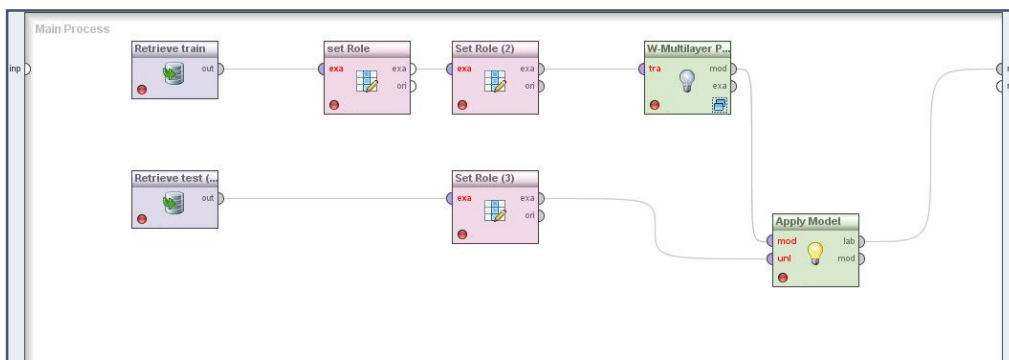 Main Process
Retrieve train
out
set Role
exa
exa
ori
Set Role (2)
exa
exa
ori
W-Multilayer P...
tra
mod
exa
inp
Retrieve test (...
out
Set Role (3)
exa
exa
ori
Apply Model
mod
lab
unl
mod